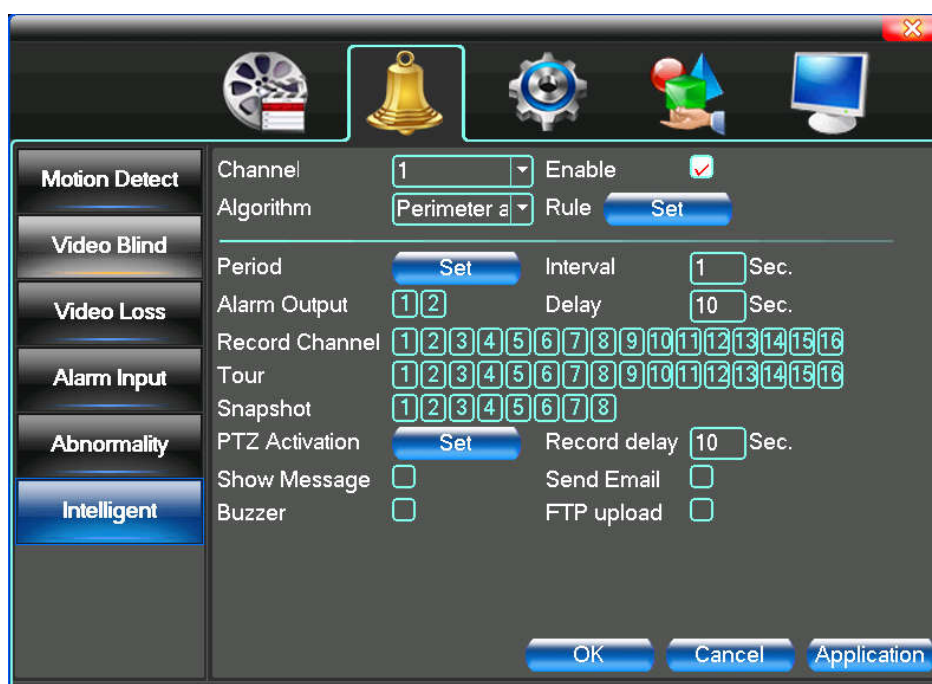 Motion Detect
Video Blind
Video Loss
Alarm Input
Abnormality
Intelligent
Channel 1 Enable
Algorithm Perimeter a Rule Set
Period Set Interval 1 Sec.
Alarm Output 1 2 Delay 10 Sec.
Record Channel 1 2 3 4 5 6 7 8 9 10 11 12 13 14 15 16
Tour 1 2 3 4 5 6 7 8 9 10 11 12 13 14 15 16
Snapshot 1 2 3 4 5 6 7 8
PTZ Activation Set Record delay 10 Sec.
Show Message Send Email
Buzzer FTP upload
OK Cancel Application